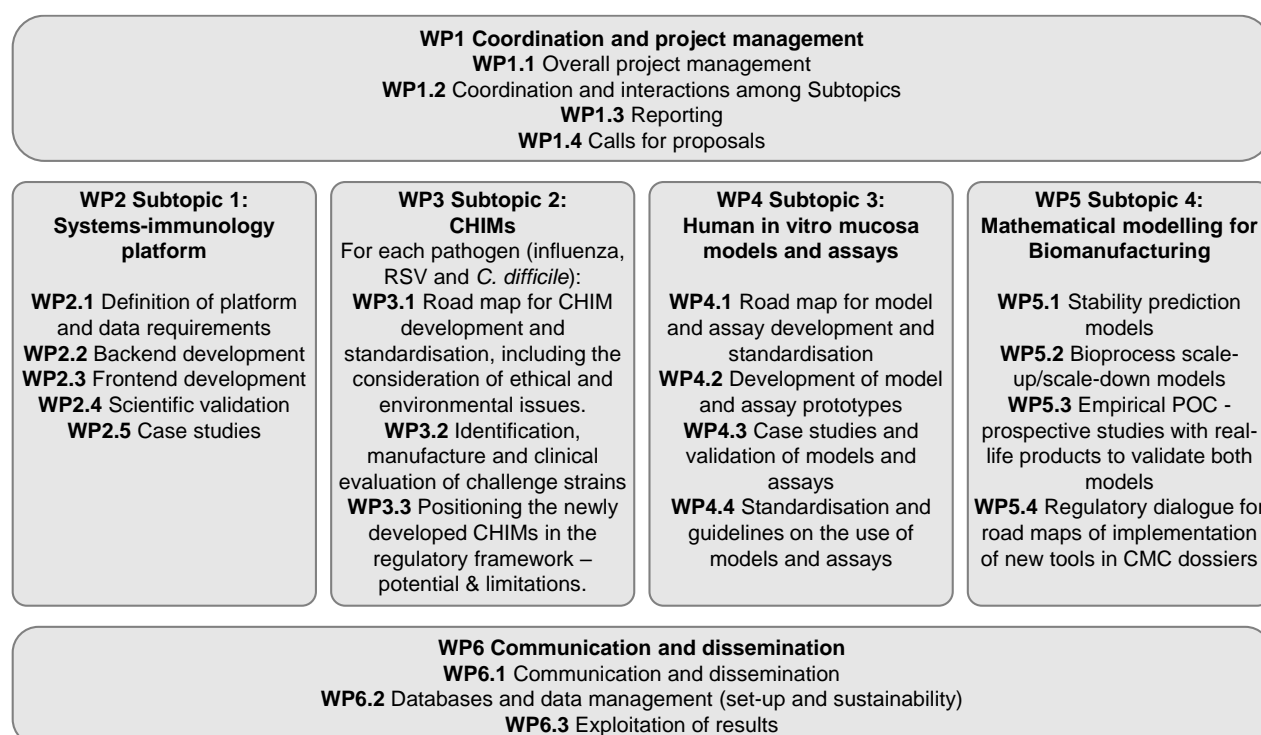 WP1 Coordination and project management
WP1.1 Overall project management
WP1.2 Coordination and interactions among Subtopics
WP1.3 Reporting
WP1.4 Calls for proposals
WP2 Subtopic 1:
Systems-immunology
platform
WP2.1 Definition of platform
and data requirements
WP2.2 Backend development
WP2.3 Frontend development
WP2.4 Scientific validation
WP2.5 Case studies
WP3 Subtopic 2:
CHIMs
For each pathogen (influenza,
RSV and C. difficile):
WP3.1 Road map for CHIM
development and
standardisation, including the
consideration of ethical and
environmental issues.
WP3.2 Identification,
manufacture and clinical
evaluation of challenge strains
WP3.3 Positioning the newly
developed CHIMs in the
regulatory framework –
potential & limitations.
WP4 Subtopic 3:
Human in vitro mucosa
models and assays
WP4.1 Road map for model
and assay development and
standardisation
WP4.2 Development of model
and assay prototypes
WP4.3 Case studies and
validation of models and
assays
WP4.4 Standardisation and
guidelines on the use of
models and assays
WP5 Subtopic 4:
Mathematical modelling for
Biomanufacturing
WP5.1 Stability prediction
models
WP5.2 Bioprocess scale-
up/scale-down models
WP5.3 Empirical POC -
prospective studies with real-
life products to validate both
models
WP5.4 Regulatory dialogue for
road maps of implementation
of new tools in CMC dossiers
WP6 Communication and dissemination
WP6.1 Communication and dissemination
WP6.2 Databases and data management (set-up and sustainability)
WP6.3 Exploitation of results